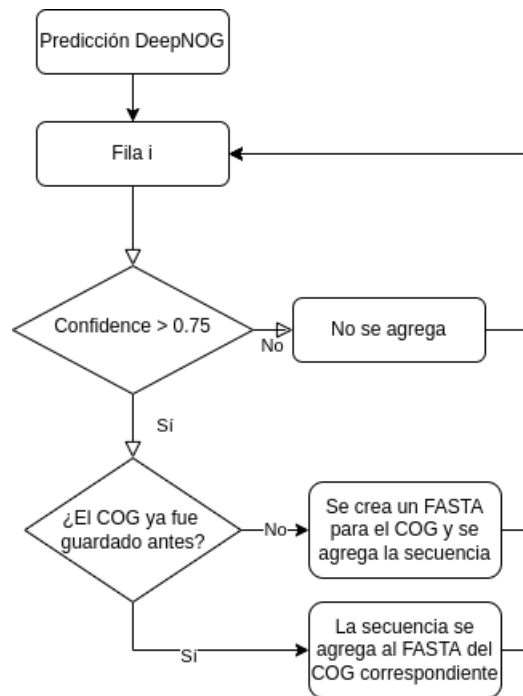 Predicción DeepNOG
Fila i
Confidence > 0.75
No
No se agrega
Sí
¿El COG ya fue
guardado antes?
No
Se crea un FASTA
para el COG y se
agrega la secuencia
Sí
La secuencia se
agrega al FASTA del
COG correspondiente